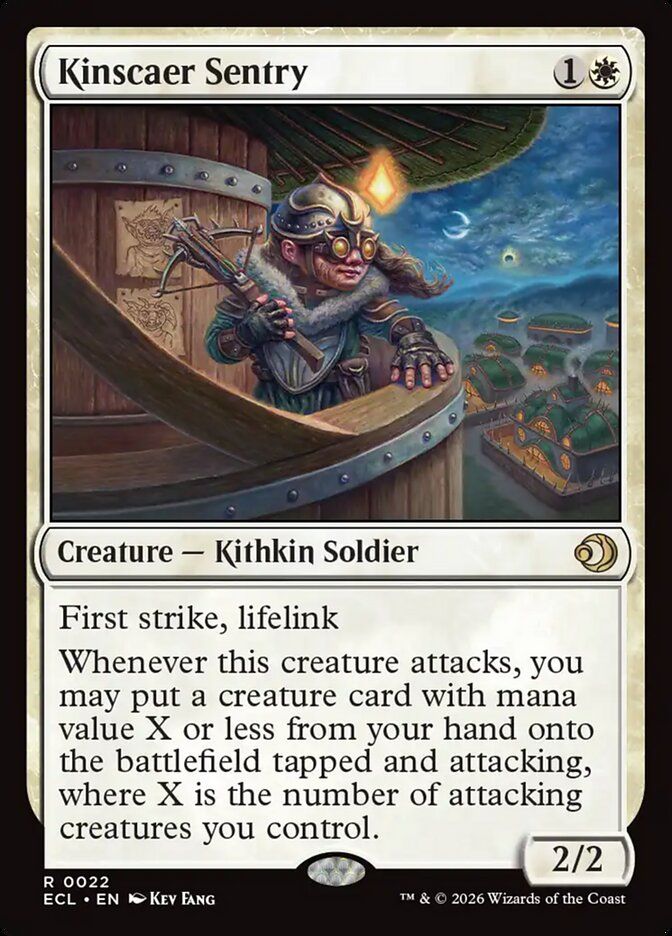 Kinscaer Sentry 1
Creature — Kithkin Soldier
First strike, lifelink
Whenever this creature attacks, you
may put a creature card with mana
value X or less from your hand onto
the battlefield tapped and attacking,
where X is the number of attacking
creatures you control.
2/2
R 0022
ECL • EN Kev Fang
™ & © 2026 Wizards of the Coast